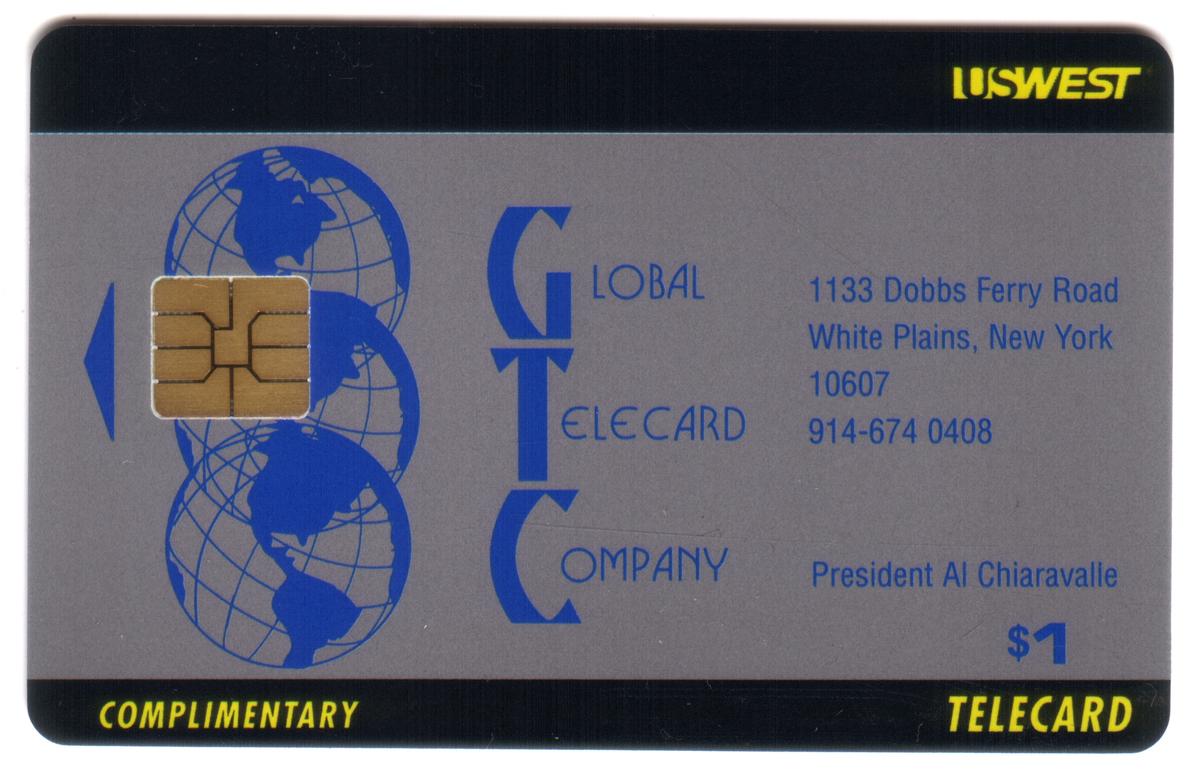 USWEST
GLOBAL
TELECARD
COMPANY
1133 Dobbs Ferry Road
White Plains, New York
10607
914-674 0408
President Al Chiaravalle
$1
COMPLIMENTARY
TELECARD